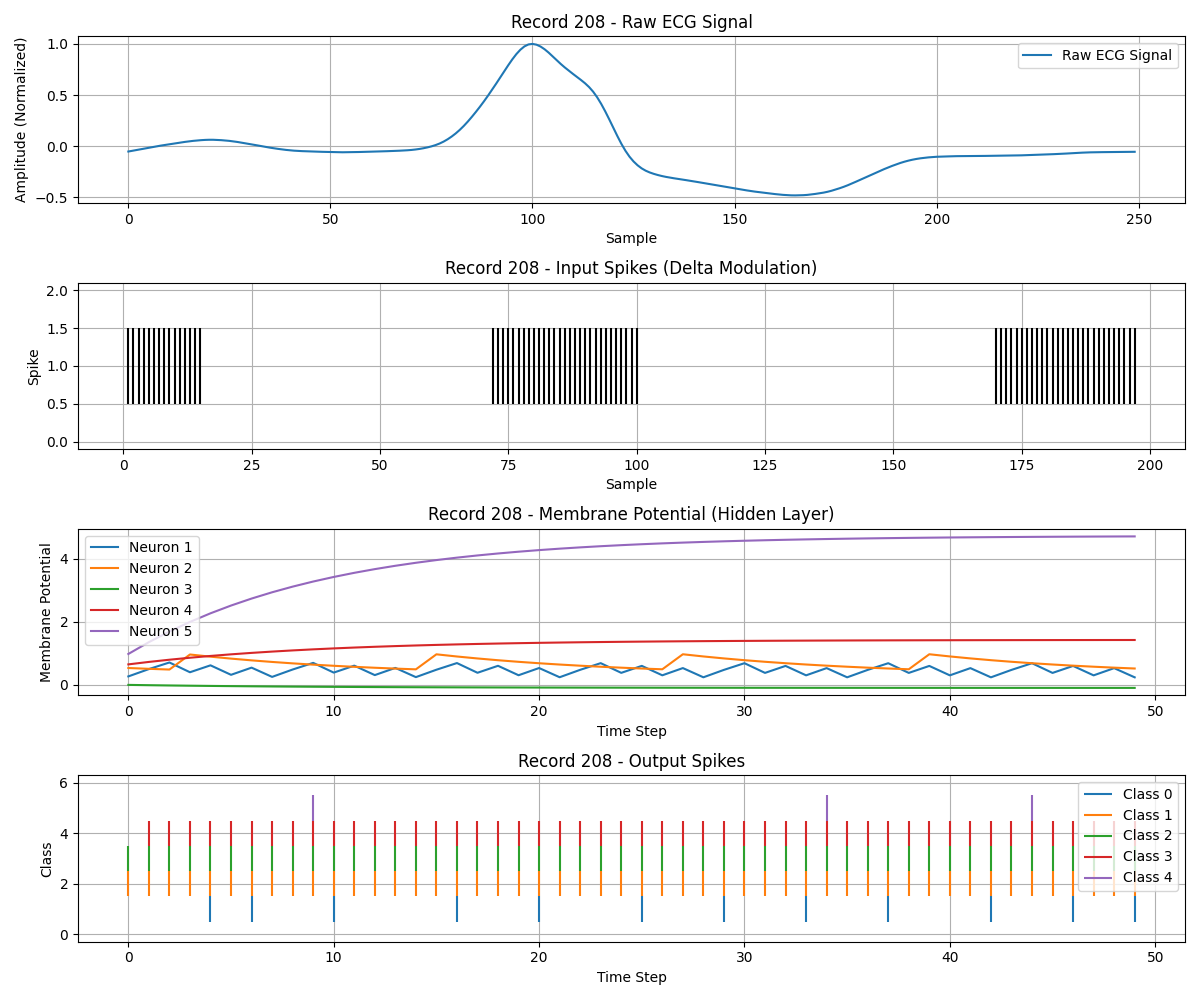 Record 208 - Raw ECG Signal
Amplitude (Normalized)
1.0
0.5
0.0
−0.5
Raw ECG Signal
0 50 100 150 200 250
Sample
Record 208 - Input Spikes (Delta Modulation)
Spike
2.0
1.5
1.0
0.5
0.0
0 25 50 75 100 125 150 175 200
Sample
Record 208 - Membrane Potential (Hidden Layer)
Membrane Potential
4
2
0
Neuron 1
Neuron 2
Neuron 3
Neuron 4
Neuron 5
0 10 20 30 40 50
Time Step
Record 208 - Output Spikes
Class
6
4
2
0
Class 0
Class 1
Class 2
Class 3
Class 4
0 10 20 30 40 50
Time Step